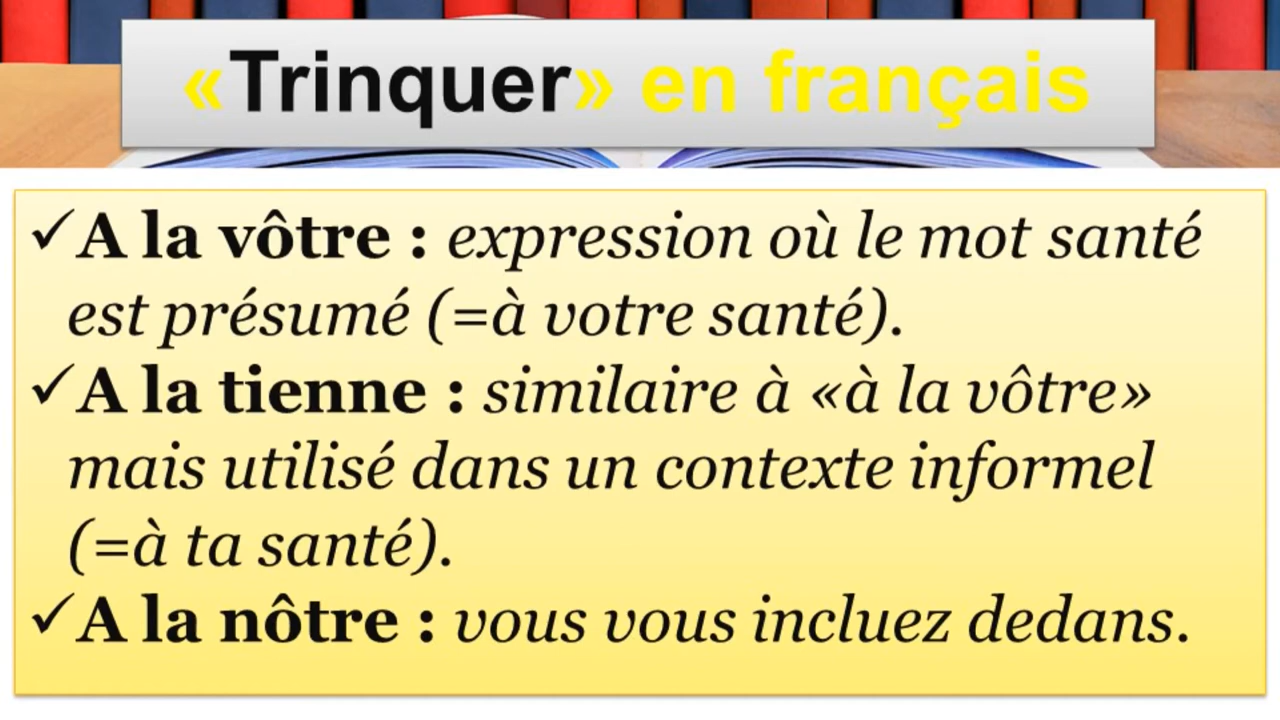 «Trinquer» en français
✓A la vôtre : expression où le mot santé
est présumé (=à votre santé).
✓A la tienne : similaire à «à la vôtre»
mais utilisé dans un contexte informel
(=à ta santé).
✓A la nôtre : vous vous incluez dedans.